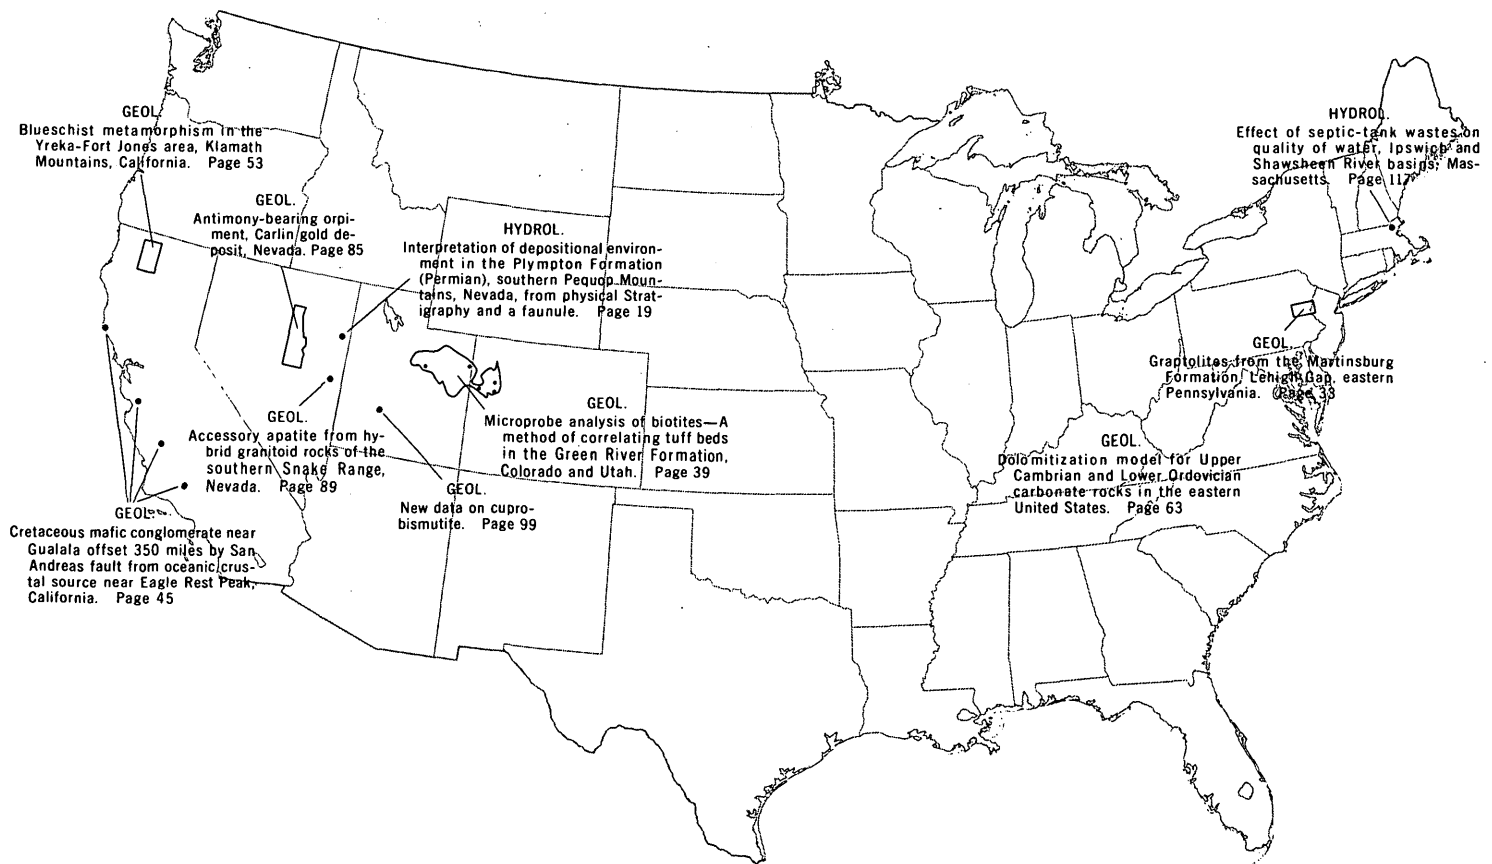 GEOL.
Blueschist metamorphism in the
Yreka-Fort Jones area, Klamath
Mountains, California. Page 53
GEOL.
Antimony-bearing orpi-
ment, Carlin gold de-
posit, Nevada. Page 85
HYDROL.
Interpretation of depositional environ-
ment in the Plympton Formation
(Permian), southern Pequop Moun-
tains, Nevada, from physical Strat-
igraphy and a faunule. Page 19
HYDROL.
Effect of septic-tank wastes on
quality of water, Ipswich and
Shawsheen River basins, Mas-
sachusetts. Page 117
GEOL.
Graptolites from the Martinsburg
Formation, Lehigh Gap, eastern
Pennsylvania. Page 33
GEOL.
Accessory apatite from hy-
brid granitoid rocks of the
southern Snake Range,
Nevada. Page 89
GEOL.
Microprobe analysis of biotites—A
method of correlating tuff beds
in the Green River Formation,
Colorado and Utah. Page 39
GEOL.
New data on cupro-
bismutite. Page 99
GEOL.
Dolomitization model for Upper
Cambrian and Lower Ordovician
carbonate rocks in the eastern
United States. Page 63
GEOL.
Cretaceous mafic conglomerate near
Gualala offset 350 miles by San
Andreas fault from oceanic crus-
tal source near Eagle Rest Peak,
California. Page 45